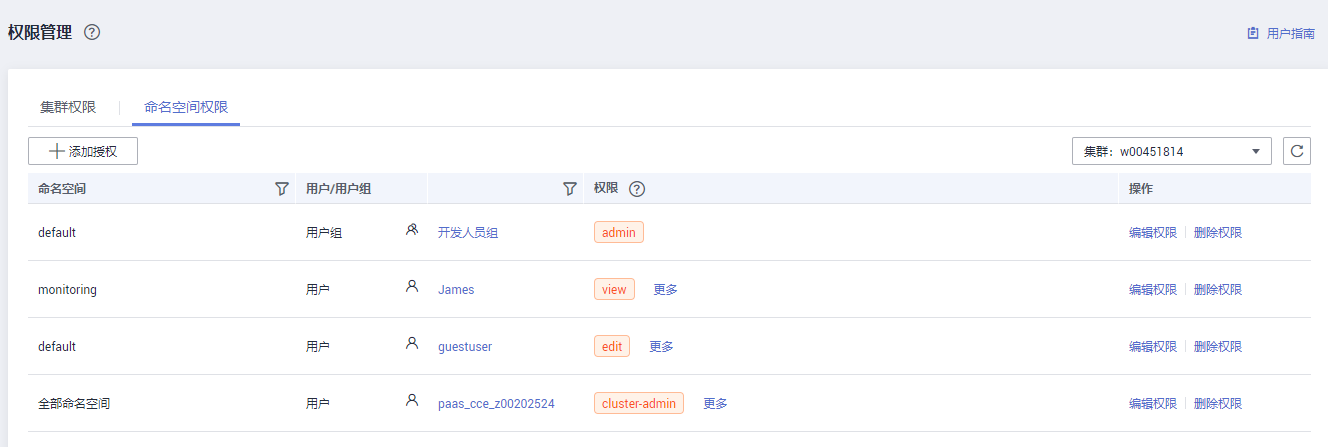 权限管理
用户指南
集群权限 命名空间权限
添加授权 集群：w00451814
命名空间 用户/用户组 权限 操作
default 用户组 开发人员组 admin 编辑权限 删除权限
monitoring 用户 James view 更多 编辑权限 删除权限
default 用户 guestuser edit 更多 编辑权限 删除权限
全部命名空间 用户 paas_cce_z00202524 cluster-admin 更多 编辑权限 删除权限